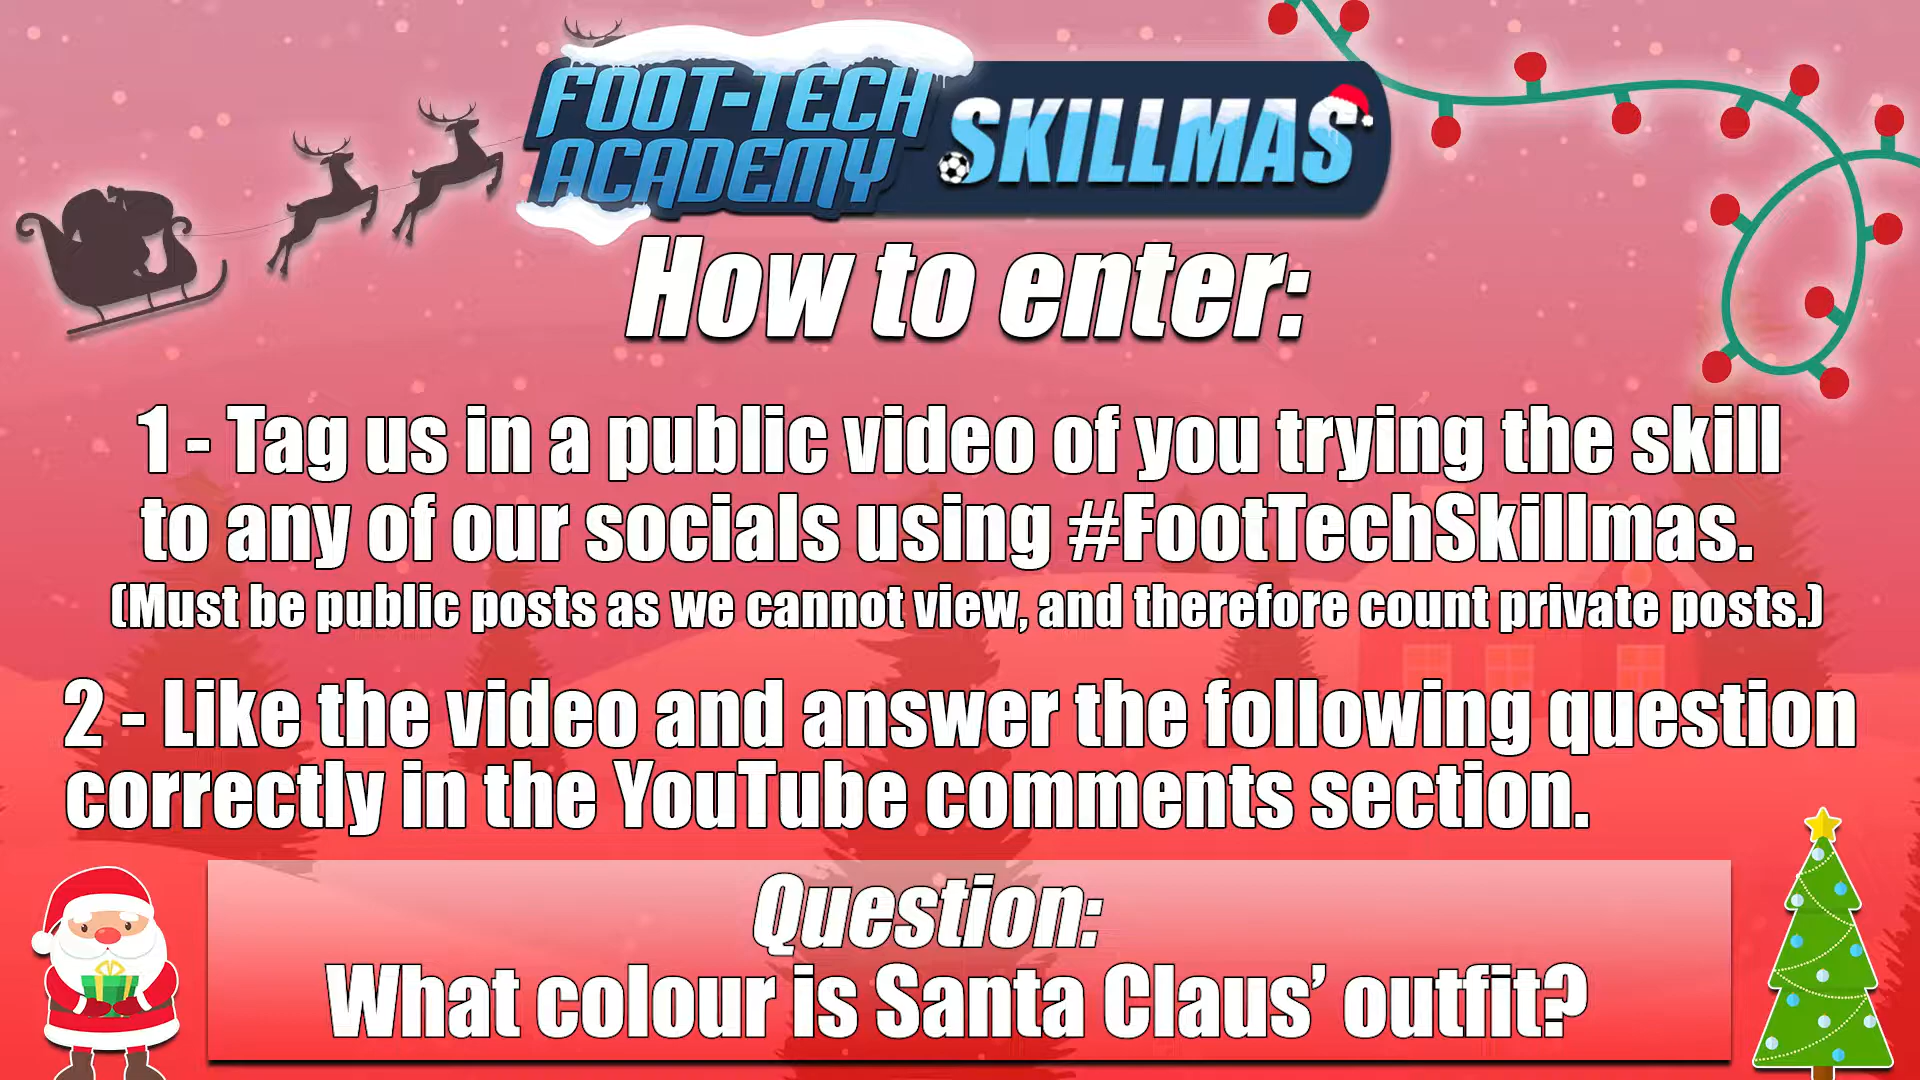 FOOT-TECH
ACADEMY
SKILLMAS
How to enter:
1 - Tag us in a public video of you trying the skill
to any of our socials using #FootTechSkillmas.
(Must be public posts as we cannot view, and therefore count private posts.)
2 - Like the video and answer the following question
correctly in the YouTube comments section.
Question:
What colour is Santa Claus’ outfit?